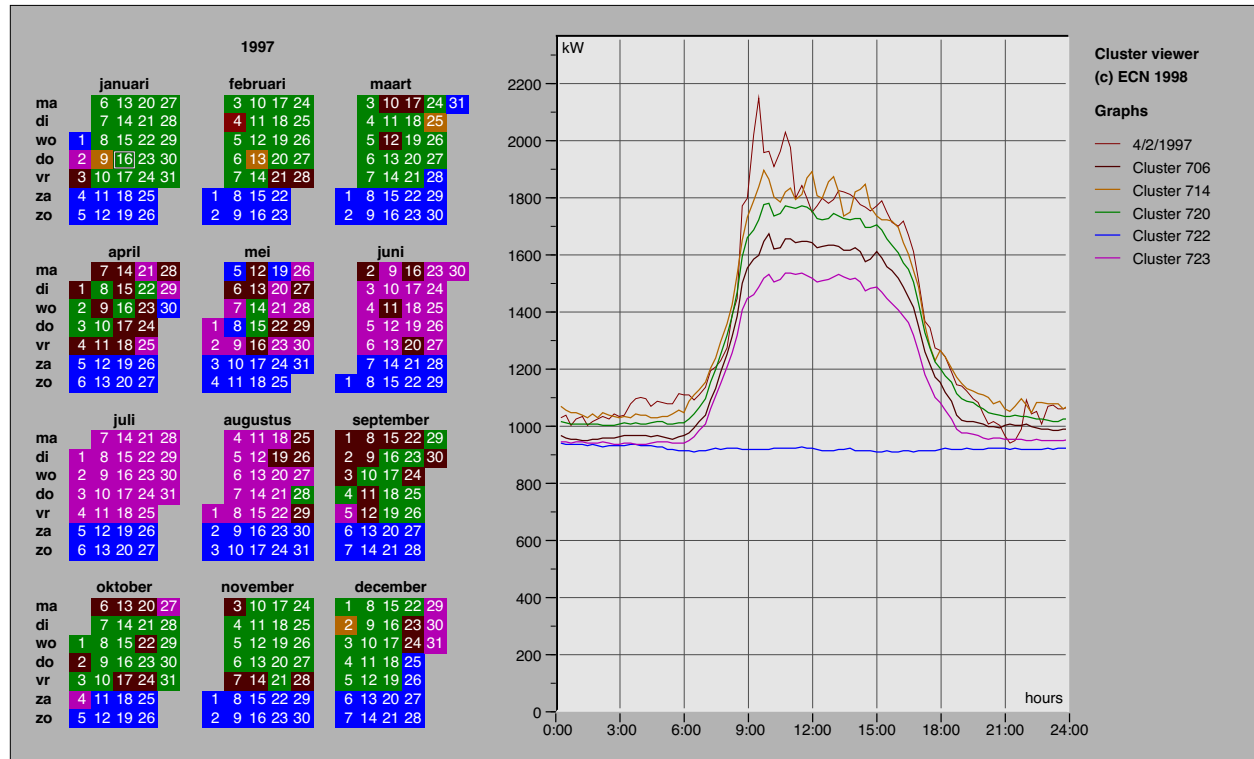 1997
januari februari maart
ma 6 13 20 27 3 10 17 24 3 10 17 24 31
di 7 14 21 28 4 11 18 25 4 11 18 25
wo 1 8 15 22 29 5 12 19 26 5 12 19 26
do 2 9 16 23 30 6 13 20 27 6 13 20 27
vr 3 10 17 24 31 7 14 21 28 7 14 21 28
za 4 11 18 25 1 8 15 22 1 8 15 22 29
zo 5 12 19 26 2 9 16 23 2 9 16 23 30
april mei juni
ma 7 14 21 28 5 12 19 26 2 9 16 23 30
di 1 8 15 22 29 6 13 20 27 3 10 17 24
wo 2 9 16 23 30 7 14 21 28 4 11 18 25
do 3 10 17 24 1 8 15 22 29 5 12 19 26
vr 4 11 18 25 2 9 16 23 30 6 13 20 27
za 5 12 19 26 3 10 17 24 31 7 14 21 28
zo 6 13 20 27 4 11 18 25 1 8 15 22 29
juli augustus september
ma 7 14 21 28 4 11 18 25 1 8 15 22 29
di 1 8 15 22 29 5 12 19 26 2 9 16 23 30
wo 2 9 16 23 30 6 13 20 27 3 10 17 24
do 3 10 17 24 31 7 14 21 28 4 11 18 25
vr 4 11 18 25 1 8 15 22 29 5 12 19 26
za 5 12 19 26 2 9 16 23 30 6 13 20 27
zo 6 13 20 27 3 10 17 24 31 7 14 21 28
oktober november december
ma 6 13 20 27 3 10 17 24 1 8 15 22 29
di 7 14 21 28 4 11 18 25 2 9 16 23 30
wo 1 8 15 22 29 5 12 19 26 3 10 17 24 31
do 2 9 16 23 30 6 13 20 27 4 11 18 25
vr 3 10 17 24 31 7 14 21 28 5 12 19 26
za 4 11 18 25 1 8 15 22 29 6 13 20 27
zo 5 12 19 26 2 9 16 23 30 7 14 21 28
kW
2200
2000
1800
1600
1400
1200
1000
800
600
400
200
0
hours
0:00 3:00 6:00 9:00 12:00 15:00 18:00 21:00 24:00
Cluster viewer
(c) ECN 1998
Graphs
4/2/1997
Cluster 706
Cluster 714
Cluster 720
Cluster 722
Cluster 723